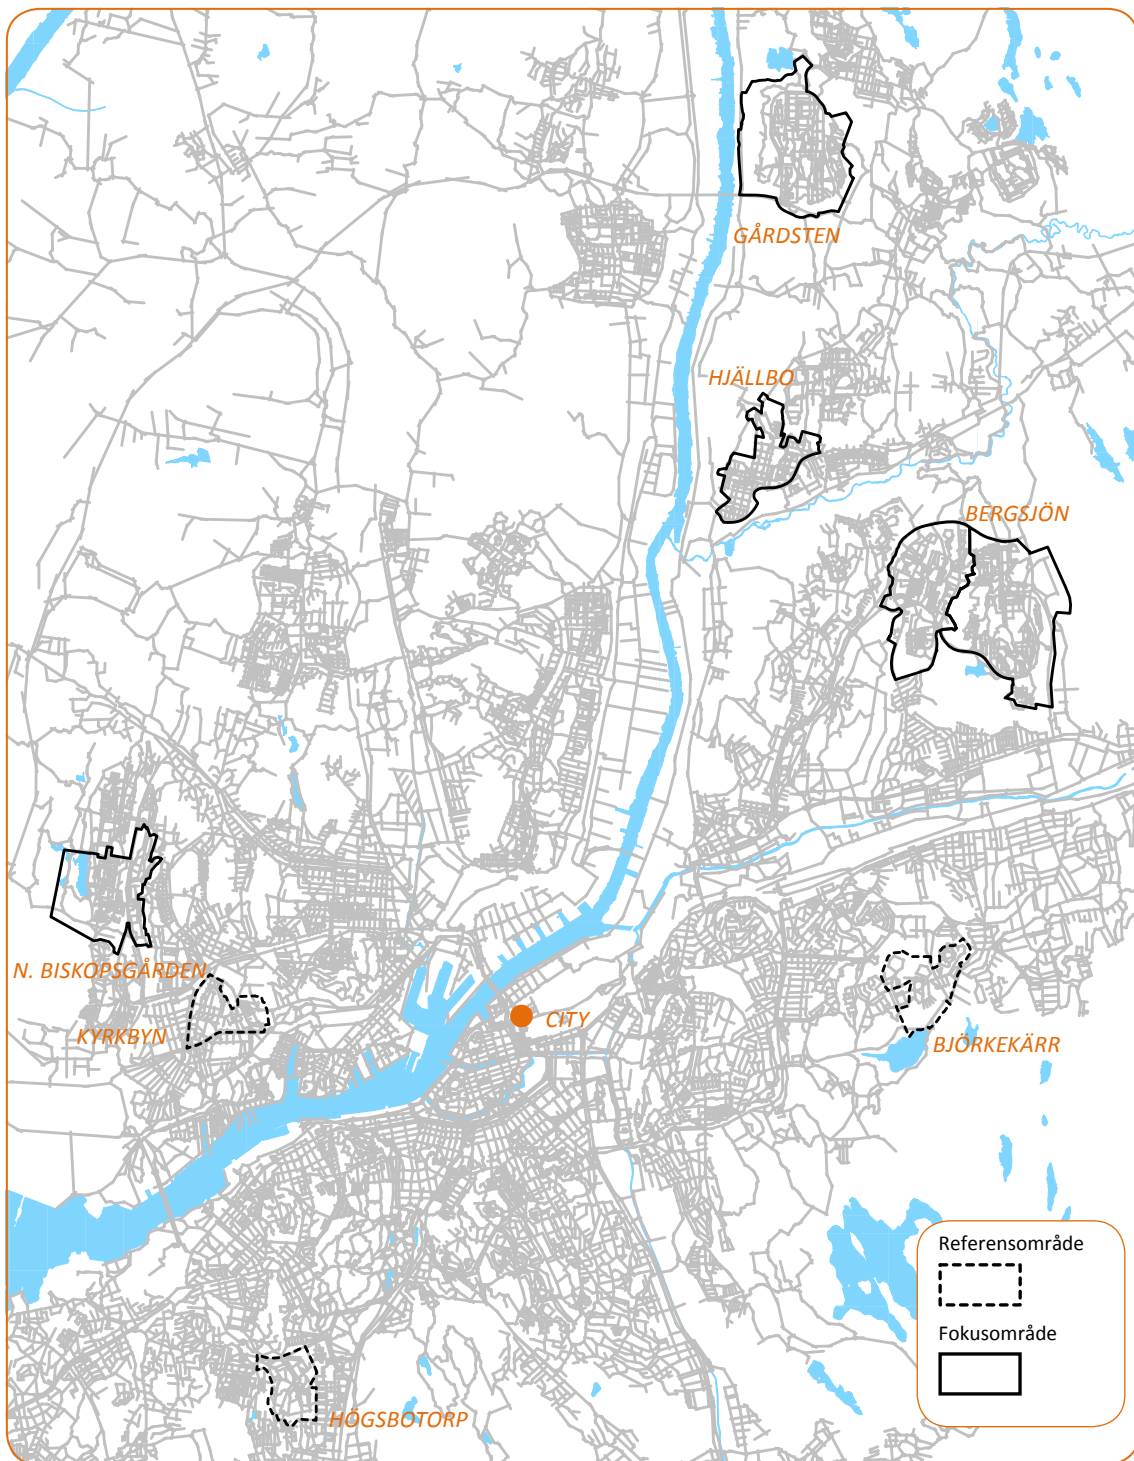 GÅRDSTEN
HJÄLLBO
BERGSJÖN
N. BISKOPSGÅRDEN
KYRKBYN
CITY
BJÖRKEKÄRR
HÖGSBOTORP
Referensområde
Fokusområde